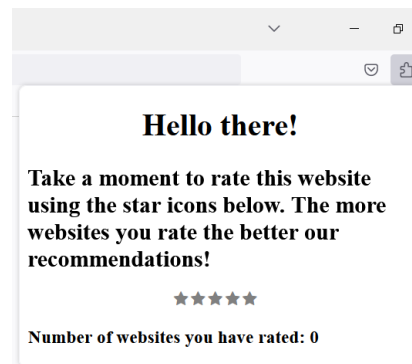 Hello there!
Take a moment to rate this website
using the star icons below. The more
websites you rate the better our
recommendations!
Number of websites you have rated: 0